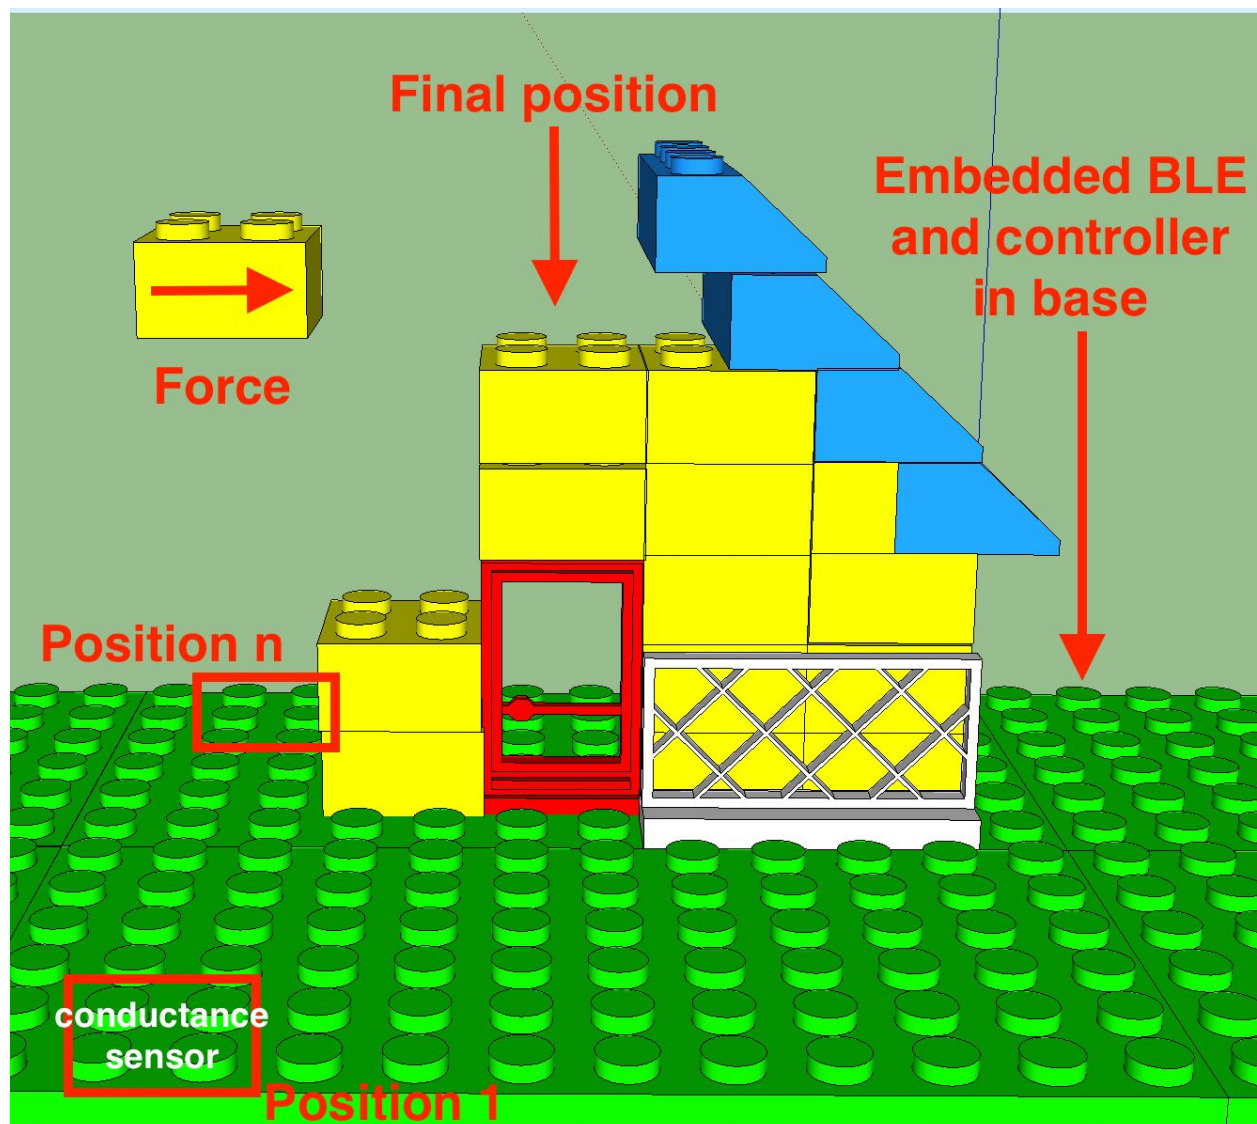 Final position
Embedded BLE
and controller
in base
Force
Position n
conductance
sensor
Position 1